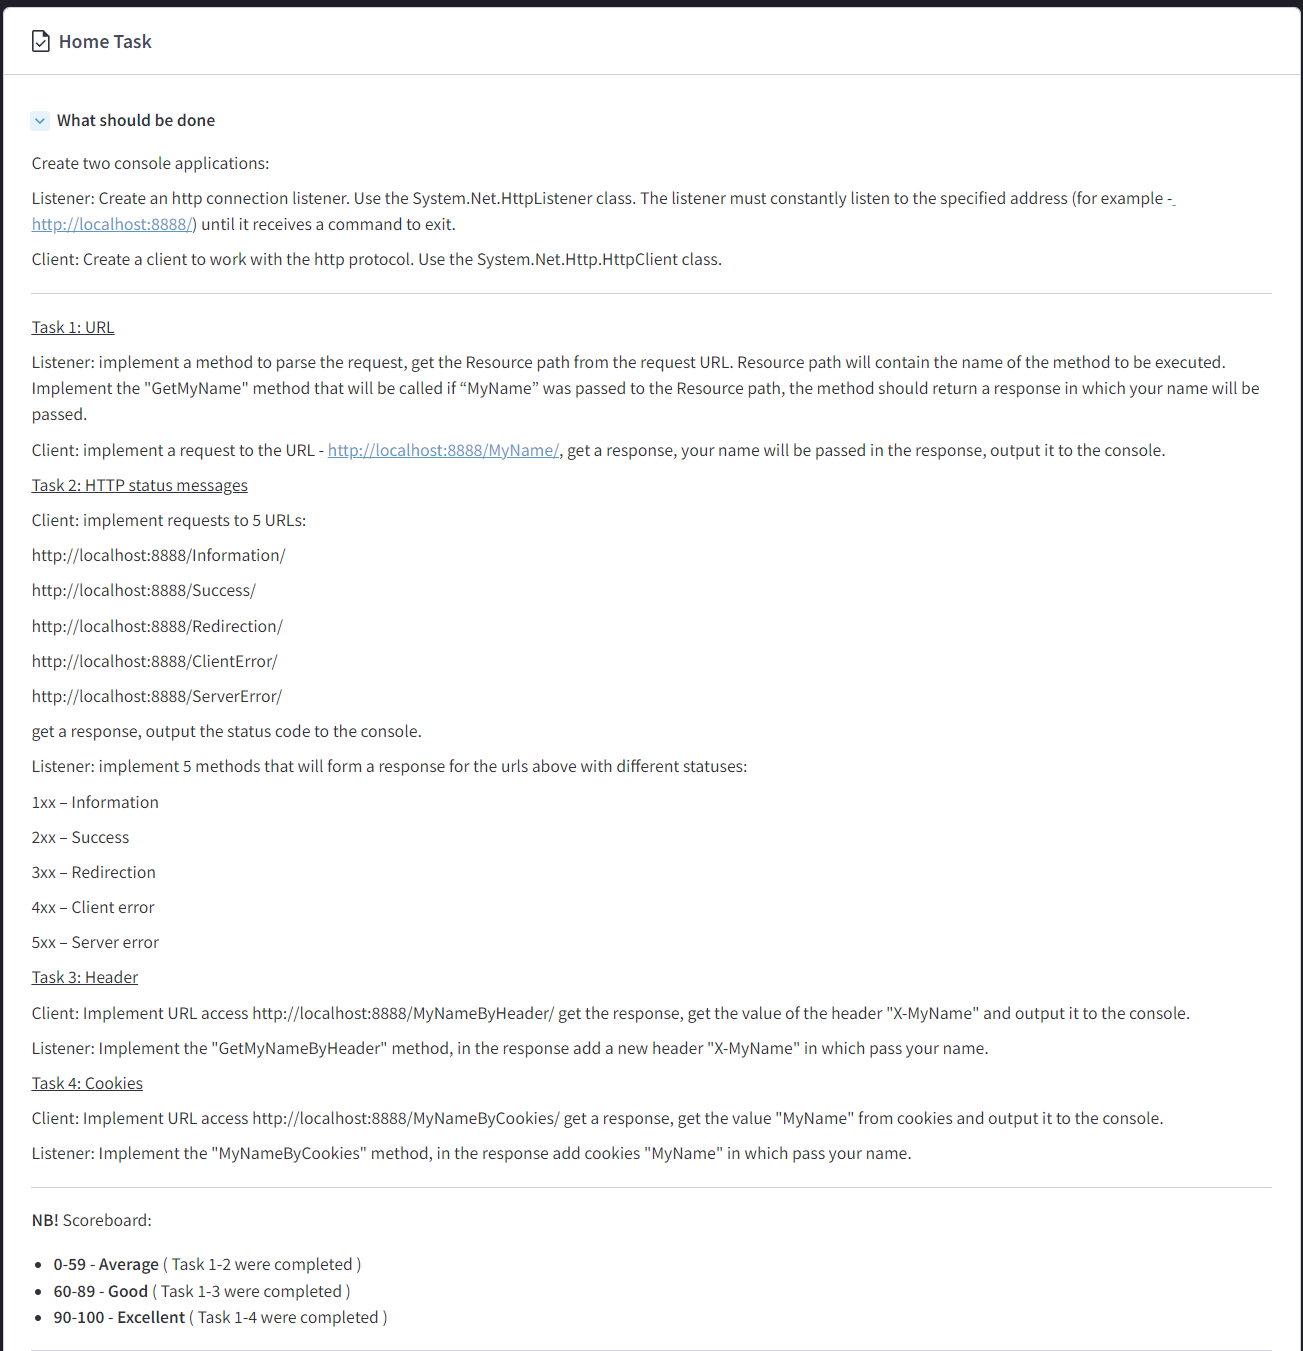 Home Task
What should be done
Create two console applications:
Listener: Create an http connection listener. Use the System.Net.HttpListener class. The listener must constantly listen to the specified address (for example -
http://localhost:8888/) until it receives a command to exit.
Client: Create a client to work with the http protocol. Use the System.Net.Http.HttpClient class.
Task 1: URL
Listener: implement a method to parse the request, get the Resource path from the request URL. Resource path will contain the name of the method to be executed.
Implement the "GetMyName" method that will be called if “MyName” was passed to the Resource path, the method should return a response in which your name will be
passed.
Client: implement a request to the URL - http://localhost:8888/MyName/, get a response, your name will be passed in the response, output it to the console.
Task 2: HTTP status messages
Client: implement requests to 5 URLs:
http://localhost:8888/Information/
http://localhost:8888/Success/
http://localhost:8888/Redirection/
http://localhost:8888/ClientError/
http://localhost:8888/ServerError/
get a response, output the status code to the console.
Listener: implement 5 methods that will form a response for the urls above with different statuses:
1xx – Information
2xx – Success
3xx – Redirection
4xx – Client error
5xx – Server error
Task 3: Header
Client: Implement URL access http://localhost:8888/MyNameByHeader/ get the response, get the value of the header "X-MyName" and output it to the console.
Listener: Implement the "GetMyNameByHeader" method, in the response add a new header "X-MyName" in which pass your name.
Task 4: Cookies
Client: Implement URL access http://localhost:8888/MyNameByCookies/ get a response, get the value "MyName" from cookies and output it to the console.
Listener: Implement the "MyNameByCookies" method, in the response add cookies "MyName" in which pass your name.
NB! Scoreboard:
• 0-59 - Average ( Task 1-2 were completed )
• 60-89 - Good ( Task 1-3 were completed )
• 90-100 - Excellent ( Task 1-4 were completed )